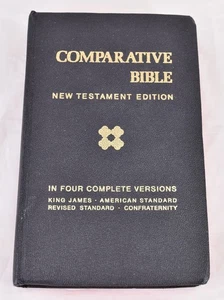 COMPARATIVE
BIBLE
NEW TESTAMENT EDITION
IN FOUR COMPLETE VERSIONS
KING JAMES · AMERICAN STANDARD
REVISED STANDARD · CONFRATERNITY